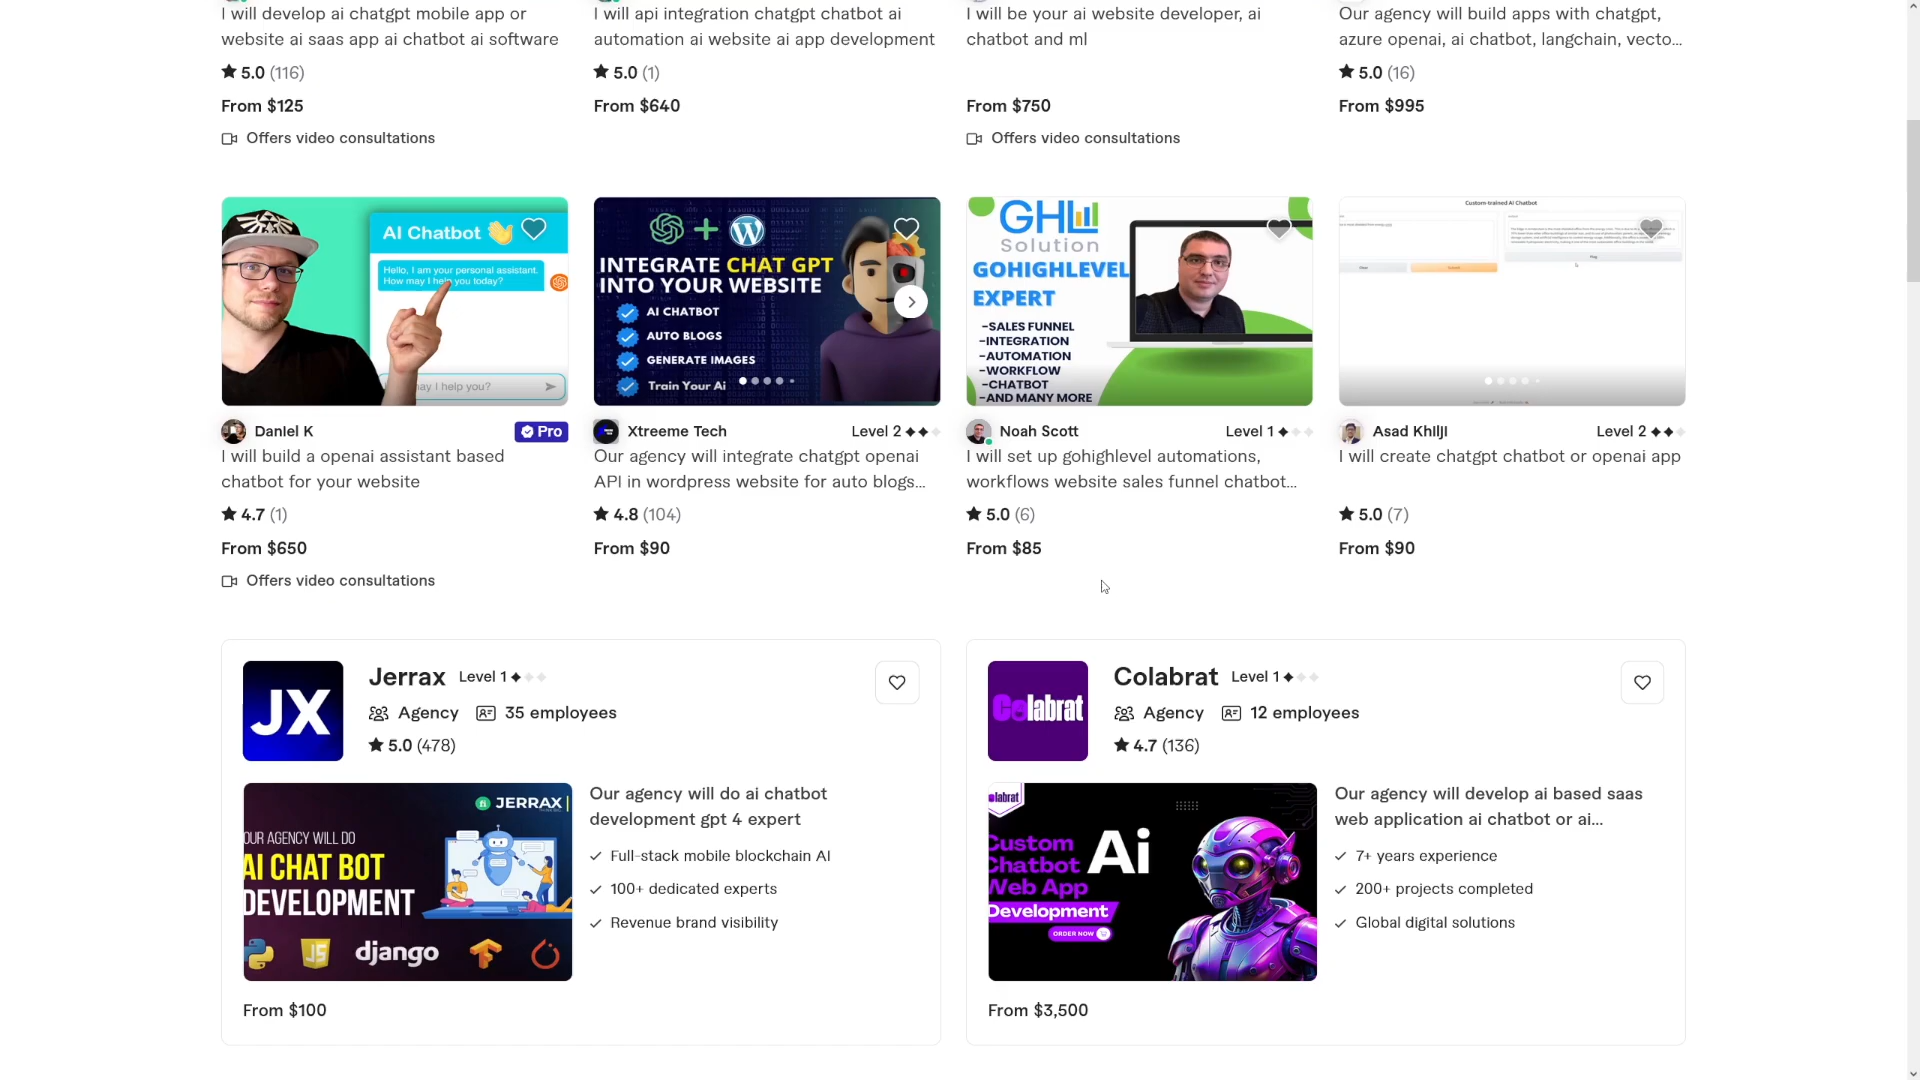 I will develop ai chatgpt mobile app or
website ai saas app ai chatbot ai software
5.0 (116)
From $125
Offers video consultations
I will api integration chatgpt chatbot ai
automation ai website ai app development
5.0 (1)
From $640
I will be your ai website developer, ai
chatbot and ml
From $750
Offers video consultations
Our agency will build apps with chatgpt,
azure openai, ai chatbot, langchain, vecto...
5.0 (16)
From $995
AI Chatbot 👋
Hello, I am your personal assistant.
How may I help you today?
may I help you?
Daniel K
Pro
I will build a openai assistant based
chatbot for your website
4.7 (1)
From $650
Offers video consultations
INTEGRATE CHAT GPT
INTO YOUR WEBSITE
AI CHATBOT
AUTO BLOGS
GENERATE IMAGES
Train Your Ai
Xtreeme Tech
Level 2
Our agency will integrate chatgpt openai
API in wordpress website for auto blogs...
4.8 (104)
From $90
GHL
Solution
GOHIGHLEVEL
EXPERT
-SALES FUNNEL
-INTEGRATION
-AUTOMATION
-WORKFLOW
-CHATBOT
-AND MANY MORE
Noah Scott
Level 1
I will set up gohighlevel automations,
workflows website sales funnel chatbot...
5.0 (6)
From $85
Custom-trained AI Chatbot
Asad Khilji
Level 2
I will create chatgpt chatbot or openai app
5.0 (7)
From $90
JX
Jerrax
Level 1
Agency
35 employees
5.0 (478)
fi JERRAX
OUR AGENCY WILL DO
AI CHAT BOT
DEVELOPMENT
JS
django
Our agency will do ai chatbot
development gpt 4 expert
Full-stack mobile blockchain AI
100+ dedicated experts
Revenue brand visibility
From $100
Colabrat
Colabrat
Level 1
Agency
12 employees
4.7 (136)
olabrat
Custom
Chatbot
Web App
Ai
Development
ORDER NOW
Our agency will develop ai based saas
web application ai chatbot or ai...
7+ years experience
200+ projects completed
Global digital solutions
From $3,500